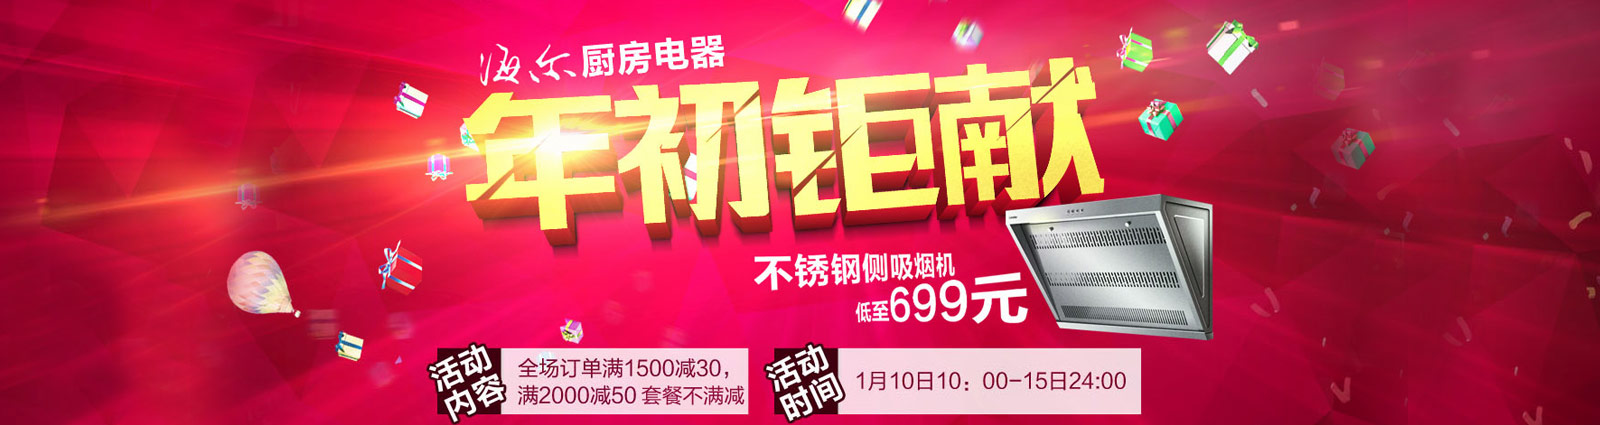 海尔厨房电器
年初钜献
不锈钢侧吸烟机
低至699元
活动内容
全场订单满1500减30，
满2000减50 套餐不满减
活动时间
1月10日10：00-15日24:00